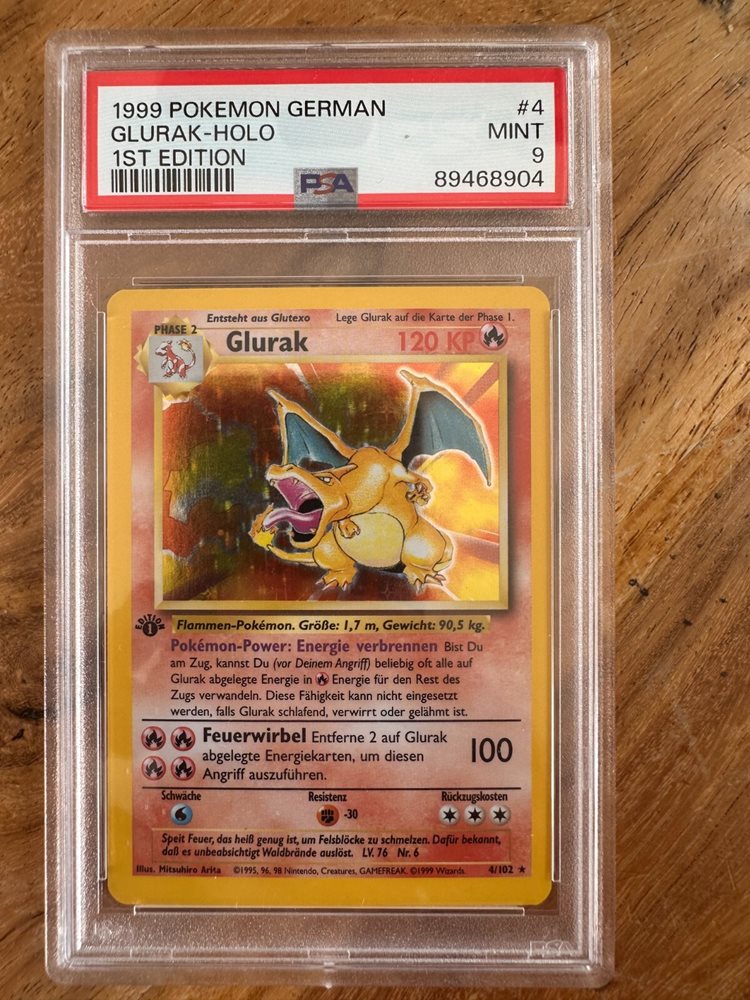 1999 POKEMON GERMAN #4
GLURAK-HOLO MINT
1ST EDITION 9
PSA 89468904
Entsteht aus Glutexo Lege Glurak auf die Karte der Phase 1.
PHASE 2
Glurak 120 KP
EDITION 1
Flammen-Pokémon. Größe: 1,7 m, Gewicht: 90,5 kg.
Pokémon-Power: Energie verbrennen Bist Du
am Zug, kannst Du (vor Deinem Angriff) beliebig oft alle auf
Glurak abgelegte Energie in Energie für den Rest des
Zugs verwandeln. Diese Fähigkeit kann nicht eingesetzt
werden, falls Glurak schlafend, verwirrt oder gelähmt ist.
Feuerwirbel Entferne 2 auf Glurak
abgelegte Energiekarten, um diesen 100
Angriff auszuführen.
Schwäche Resistenz Rückzugskosten
-30
Speit Feuer, das heiß genug ist, um Felsblöcke zu schmelzen. Dafür bekannt,
daß es unbeabsichtigt Waldbrände auslöst. LV. 76 Nr. 6
Illus. Mitsuhiro Arita ©1995, 96, 98 Nintendo, Creatures, GAMEFREAK. ©1999 Wizards. 4/102 ★
PSA